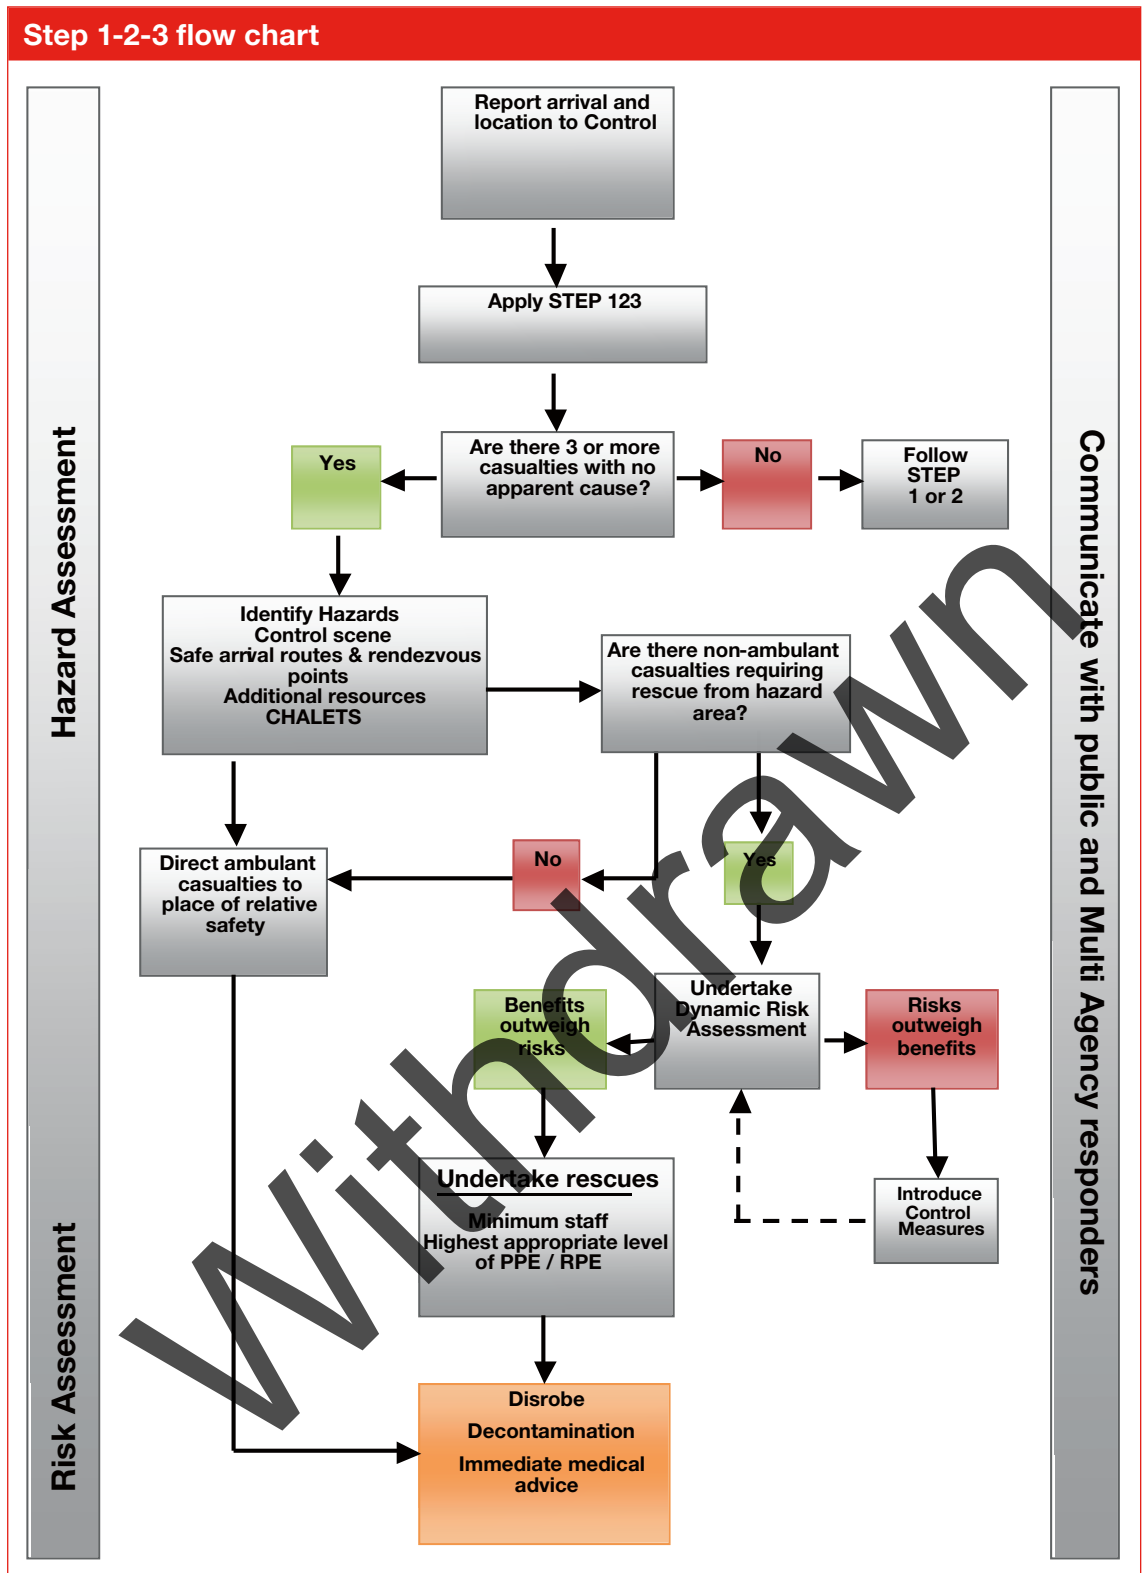 Step 1-2-3 flow chart
Hazard Assessment
Risk Assessment
Report arrival and
location to Control
Apply STEP 123
Are there 3 or more
casualties with no
apparent cause?
Yes
No
Follow
STEP
1 or 2
Identify Hazards
Control scene
Safe arrival routes & rendezvous
points
Additional resources
CHALETS
Are there non-ambulant
casualties requiring
rescue from hazard
area?
Direct ambulant
casualties to
place of relative
safety
No
Yes
Undertake
Dynamic Risk
Assessment
Benefits
outweigh
risks
Risks
outweigh
benefits
Introduce
Control
Measures
Undertake rescues
Minimum staff
Highest appropriate level
of PPE / RPE
Disrobe
Decontamination
Immediate medical
advice
Communicate with public and Multi Agency responders
Withdrawn